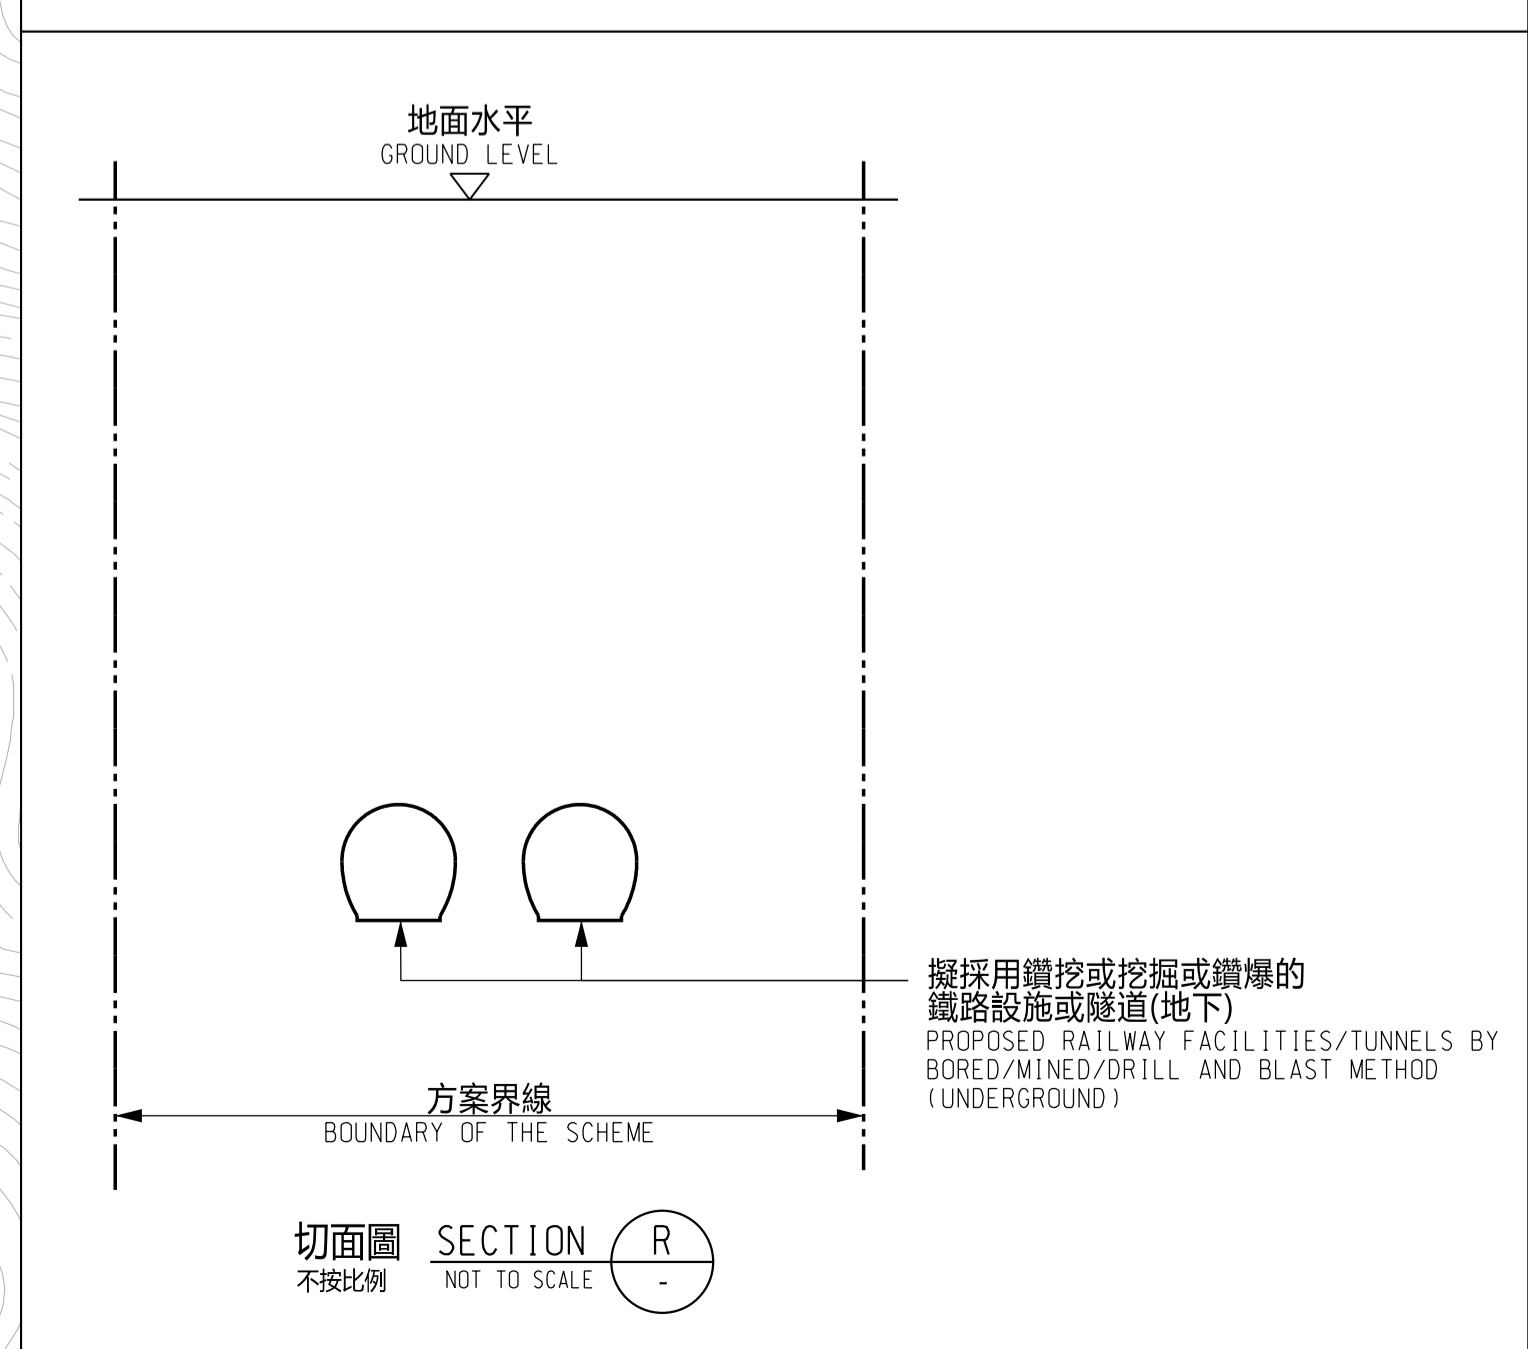 地面水平
GROUND LEVEL
擬採用鑽挖或挖掘或鑽爆的
鐵路設施或隧道(地下)
PROPOSED RAILWAY FACILITIES/TUNNELS BY
BORED/MINED/DRILL AND BLAST METHOD
(UNDERGROUND)
方案界線
BOUNDARY OF THE SCHEME
切面圖 SECTION R
不按比例 NOT TO SCALE -